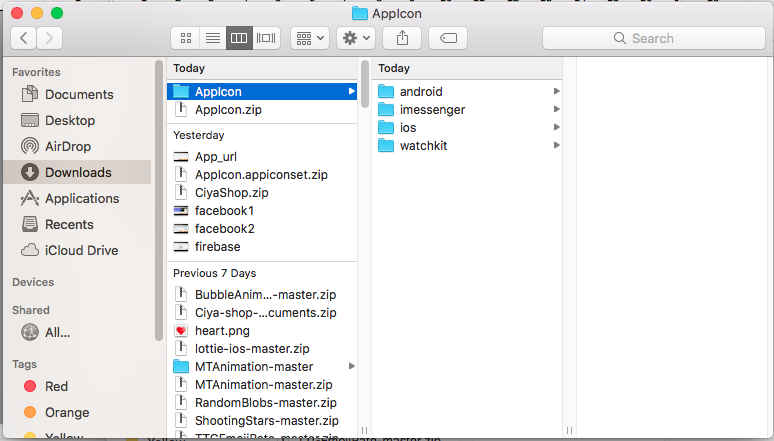 AppIcon
Search
Favorites
Documents
Desktop
AirDrop
Downloads
Applications
Recents
iCloud Drive
Devices
Shared
All...
Tags
Red
Orange
Yellow
Today
AppIcon
AppIcon.zip
Yesterday
App_url
AppIcon.appiconset.zip
CiyaShop.zip
facebook1
facebook2
firebase
Previous 7 Days
BubbleAnim...-master.zip
Ciya-shop-...cuments.zip
heart.png
lottie-ios-master.zip
MTAnimation-master
MTAnimation-master.zip
RandomBlobs-master.zip
ShootingStars-master.zip
Today
android
imessenger
ios
watchkit